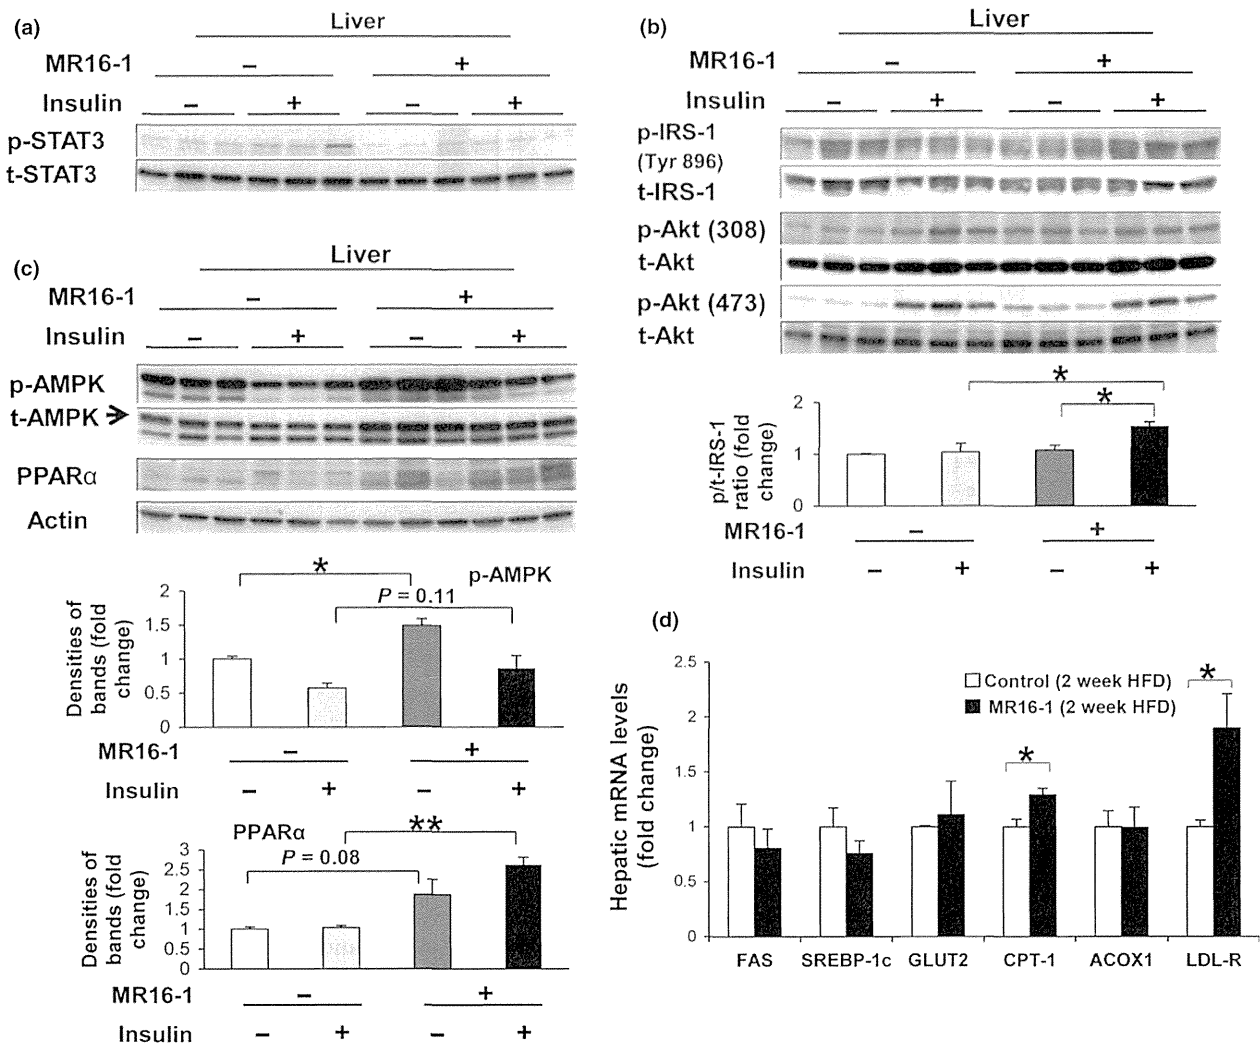 (a)
Liver
MR16-1 − +
Insulin − + − +
p-STAT3
t-STAT3
(b)
Liver
MR16-1 − +
Insulin − + − +
p-IRS-1
(Tyr 896)
t-IRS-1
p-Akt (308)
t-Akt
p-Akt (473)
t-Akt
* 
*
p/t-IRS-1
ratio (fold
change)
2
1
0
MR16-1 − +
Insulin − + − +
(c)
Liver
MR16-1 − +
Insulin − + − +
p-AMPK
t-AMPK
PPARα
Actin
* p-AMPK
P = 0.11
Densities of
bands (fold
change)
2
1.5
1
0.5
0
MR16-1 − +
Insulin − + − +
PPARα **
P = 0.08
Densities of
bands (fold
change)
3
2.5
2
1.5
1
0.5
0
MR16-1 − +
Insulin − + − +
(d)
Hepatic mRNA levels
(fold change)
2.5
2
1.5
1
0.5
0
Control (2 week HFD)
MR16-1 (2 week HFD)
*
*
FAS SREBP-1c GLUT2 CPT-1 ACOX1 LDL-R